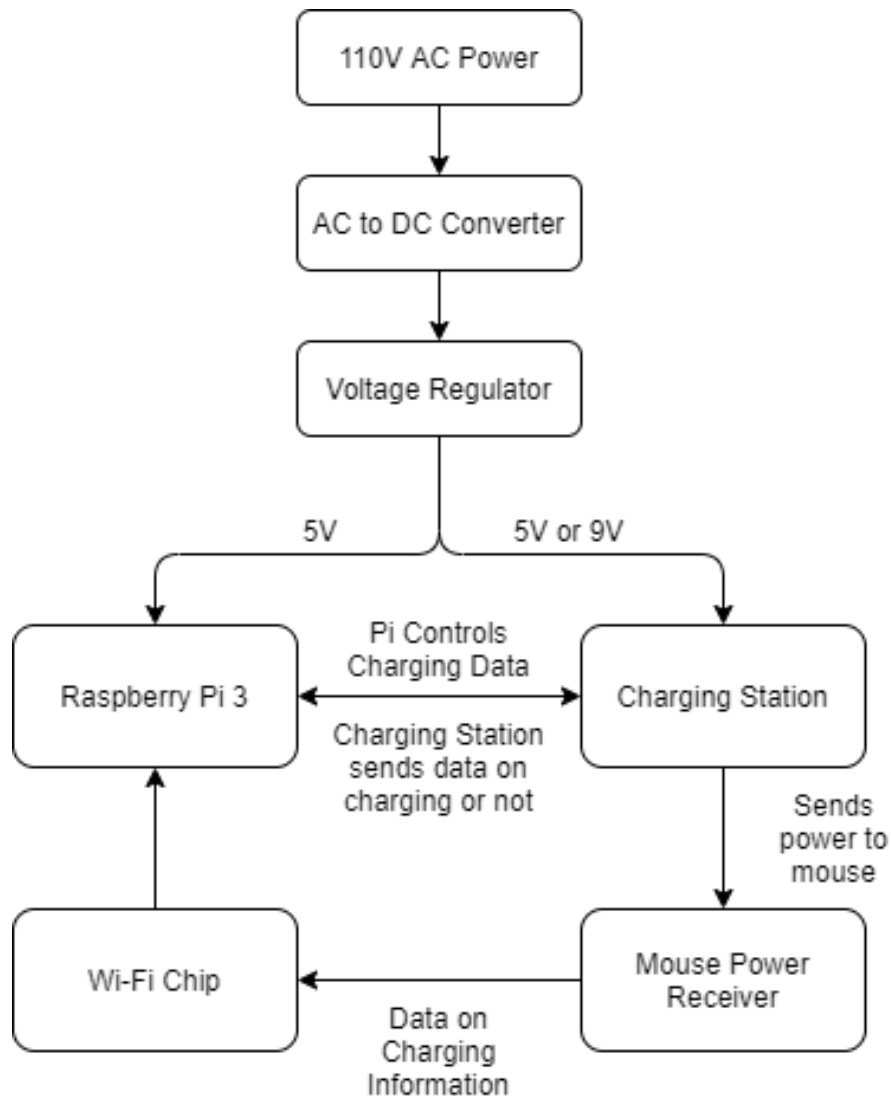 110V AC Power
AC to DC Converter
Voltage Regulator
5V
5V or 9V
Raspberry Pi 3
Pi Controls
Charging Data
Charging Station
sends data on
charging or not
Charging Station
Sends
power to
mouse
Wi-Fi Chip
Data on
Charging
Information
Mouse Power
Receiver